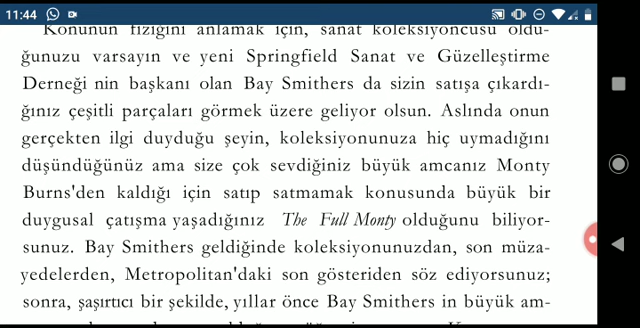 11:44
Konunun fiziğini anlamak için, sanat koleksiyoncusu oldu-
ğunuzu varsayın ve yeni Springfield Sanat ve Güzelleştirme
Derneği nin başkanı olan Bay Smithers da sizin satışa çıkardı-
ğınız çeşitli parçaları görmek üzere geliyor olsun. Aslında onun
gerçekten ilgi duyduğu şeyin, koleksiyonunuza hiç uymadığını
düşündüğünüz ama size çok sevdiğiniz büyük amcanız Monty
Burns'den kaldığı için satıp satmamak konusunda büyük bir
duygusal çatışma yaşadığınız The Full Monty olduğunu biliyor-
sunuz. Bay Smithers geldiğinde koleksiyonunuzdan, son müza-
yedelerden, Metropolitan'daki son gösteriden söz ediyorsunuz;
sonra, şaşırtıcı bir şekilde, yıllar önce Bay Smithers in büyük am-